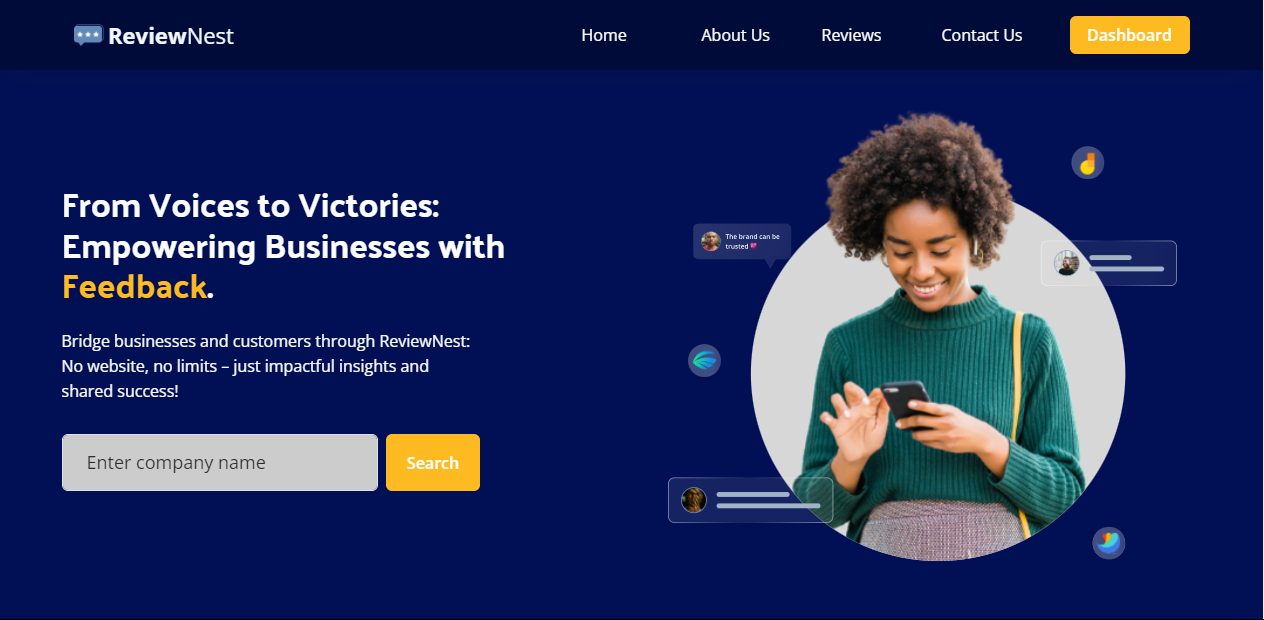 ReviewNest
Home
About Us
Reviews
Contact Us
Dashboard
From Voices to Victories:
Empowering Businesses with
Feedback.
Bridge businesses and customers through ReviewNest:
No website, no limits – just impactful insights and
shared success!
Enter company name
Search
The brand can be
trusted 💖